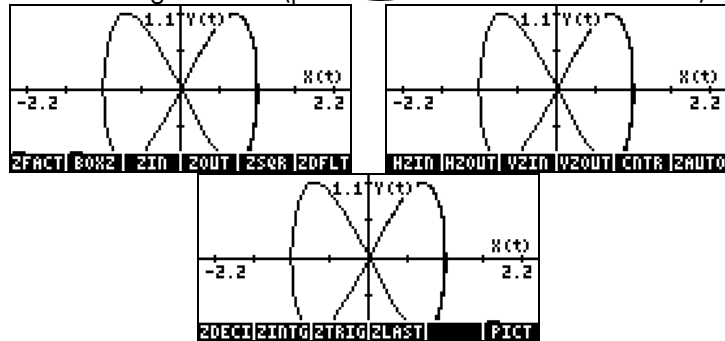 1.1 Y(t)
X(t)
-2.2 2.2
ZFACT BOXZ ZIN ZOUT ZSQR ZDFLT
1.1 Y(t)
X(t)
-2.2 2.2
HZIN HZOUT VZIN VZOUT CNTR ZAUTO
1.1 Y(t)
X(t)
-2.2 2.2
ZDECI ZINTG ZTRIG ZLAST PICT